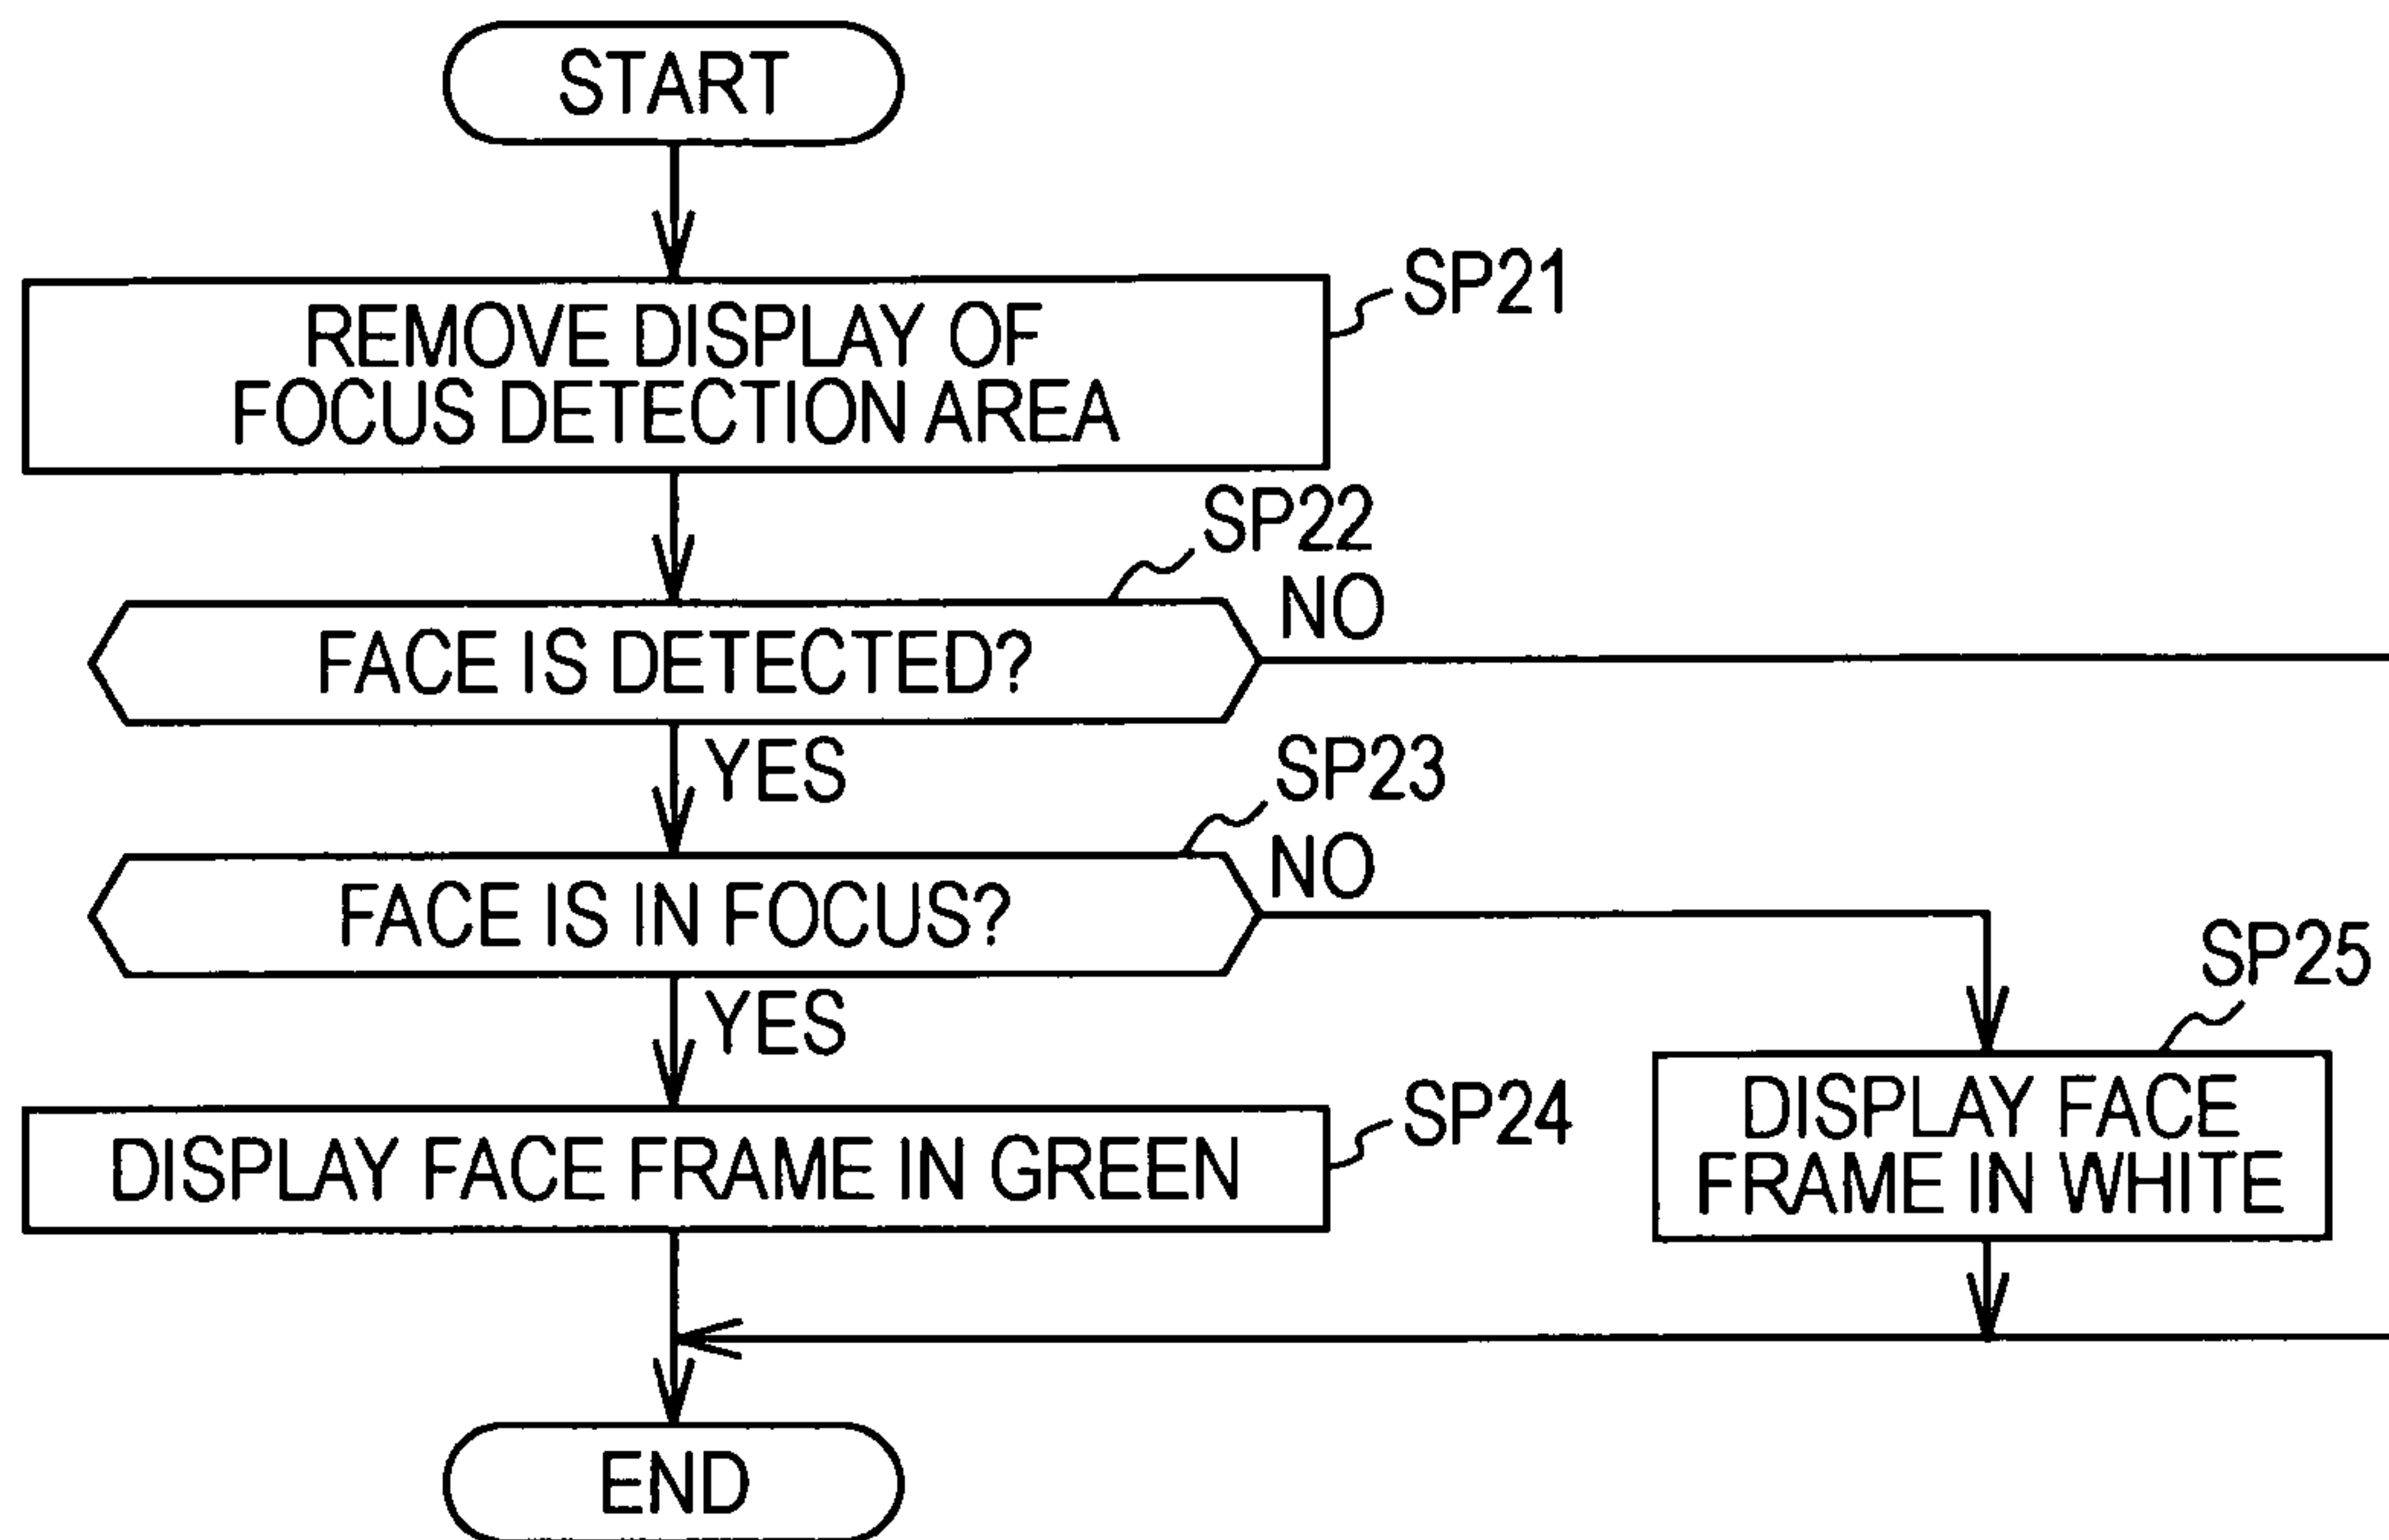 START
SP21
REMOVE DISPLAY OF
FOCUS DETECTION AREA
SP22
NO
FACE IS DETECTED?
YES
SP23
NO
FACE IS IN FOCUS?
YES
SP25
SP24
DISPLAY FACE FRAME IN GREEN
DISPLAY FACE
FRAME IN WHITE
END